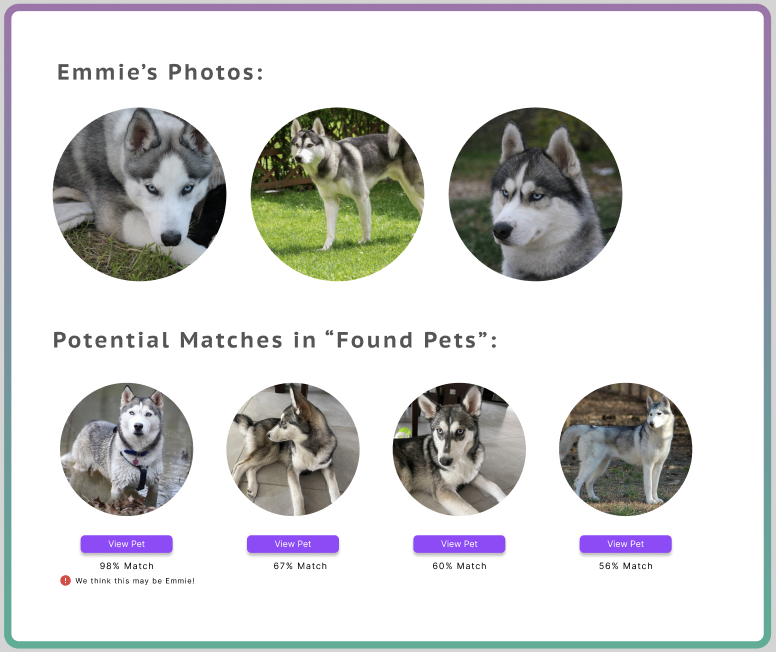 Emmie’s Photos:
Potential Matches in “Found Pets”:
View Pet View Pet View Pet View Pet
98% Match 67% Match 60% Match 56% Match
We think this may be Emmie!